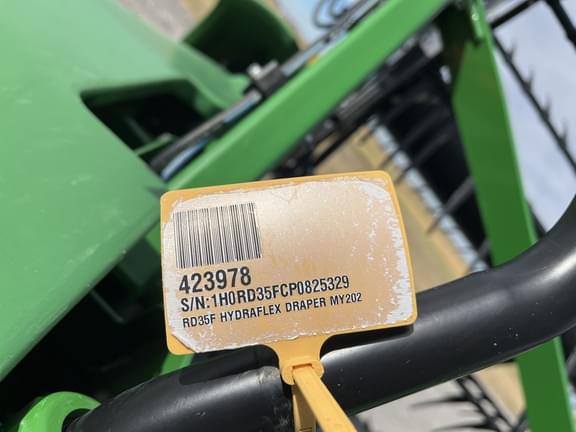 423978
S/N:1H0RD35FCP0825329
RD35F HYDRAFLEX DRAPER MY202